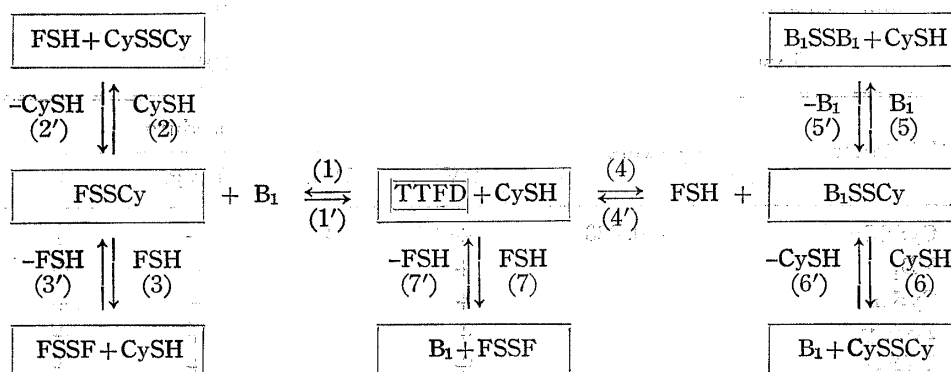 FSH+CySSCy B₁SSB₁+CySH
-CySH CySH -B₁ B₁
(2′) (2) (5′) (5)
FSSCy + B₁ (1) TTFD+CySH (4) FSH + B₁SSCy
(1′) (4′)
-FSH FSH -FSH FSH -CySH CySH
(3′) (3) (7′) (7) (6′) (6)
FSSF+CySH B₁+FSSF B₁+CySSCy